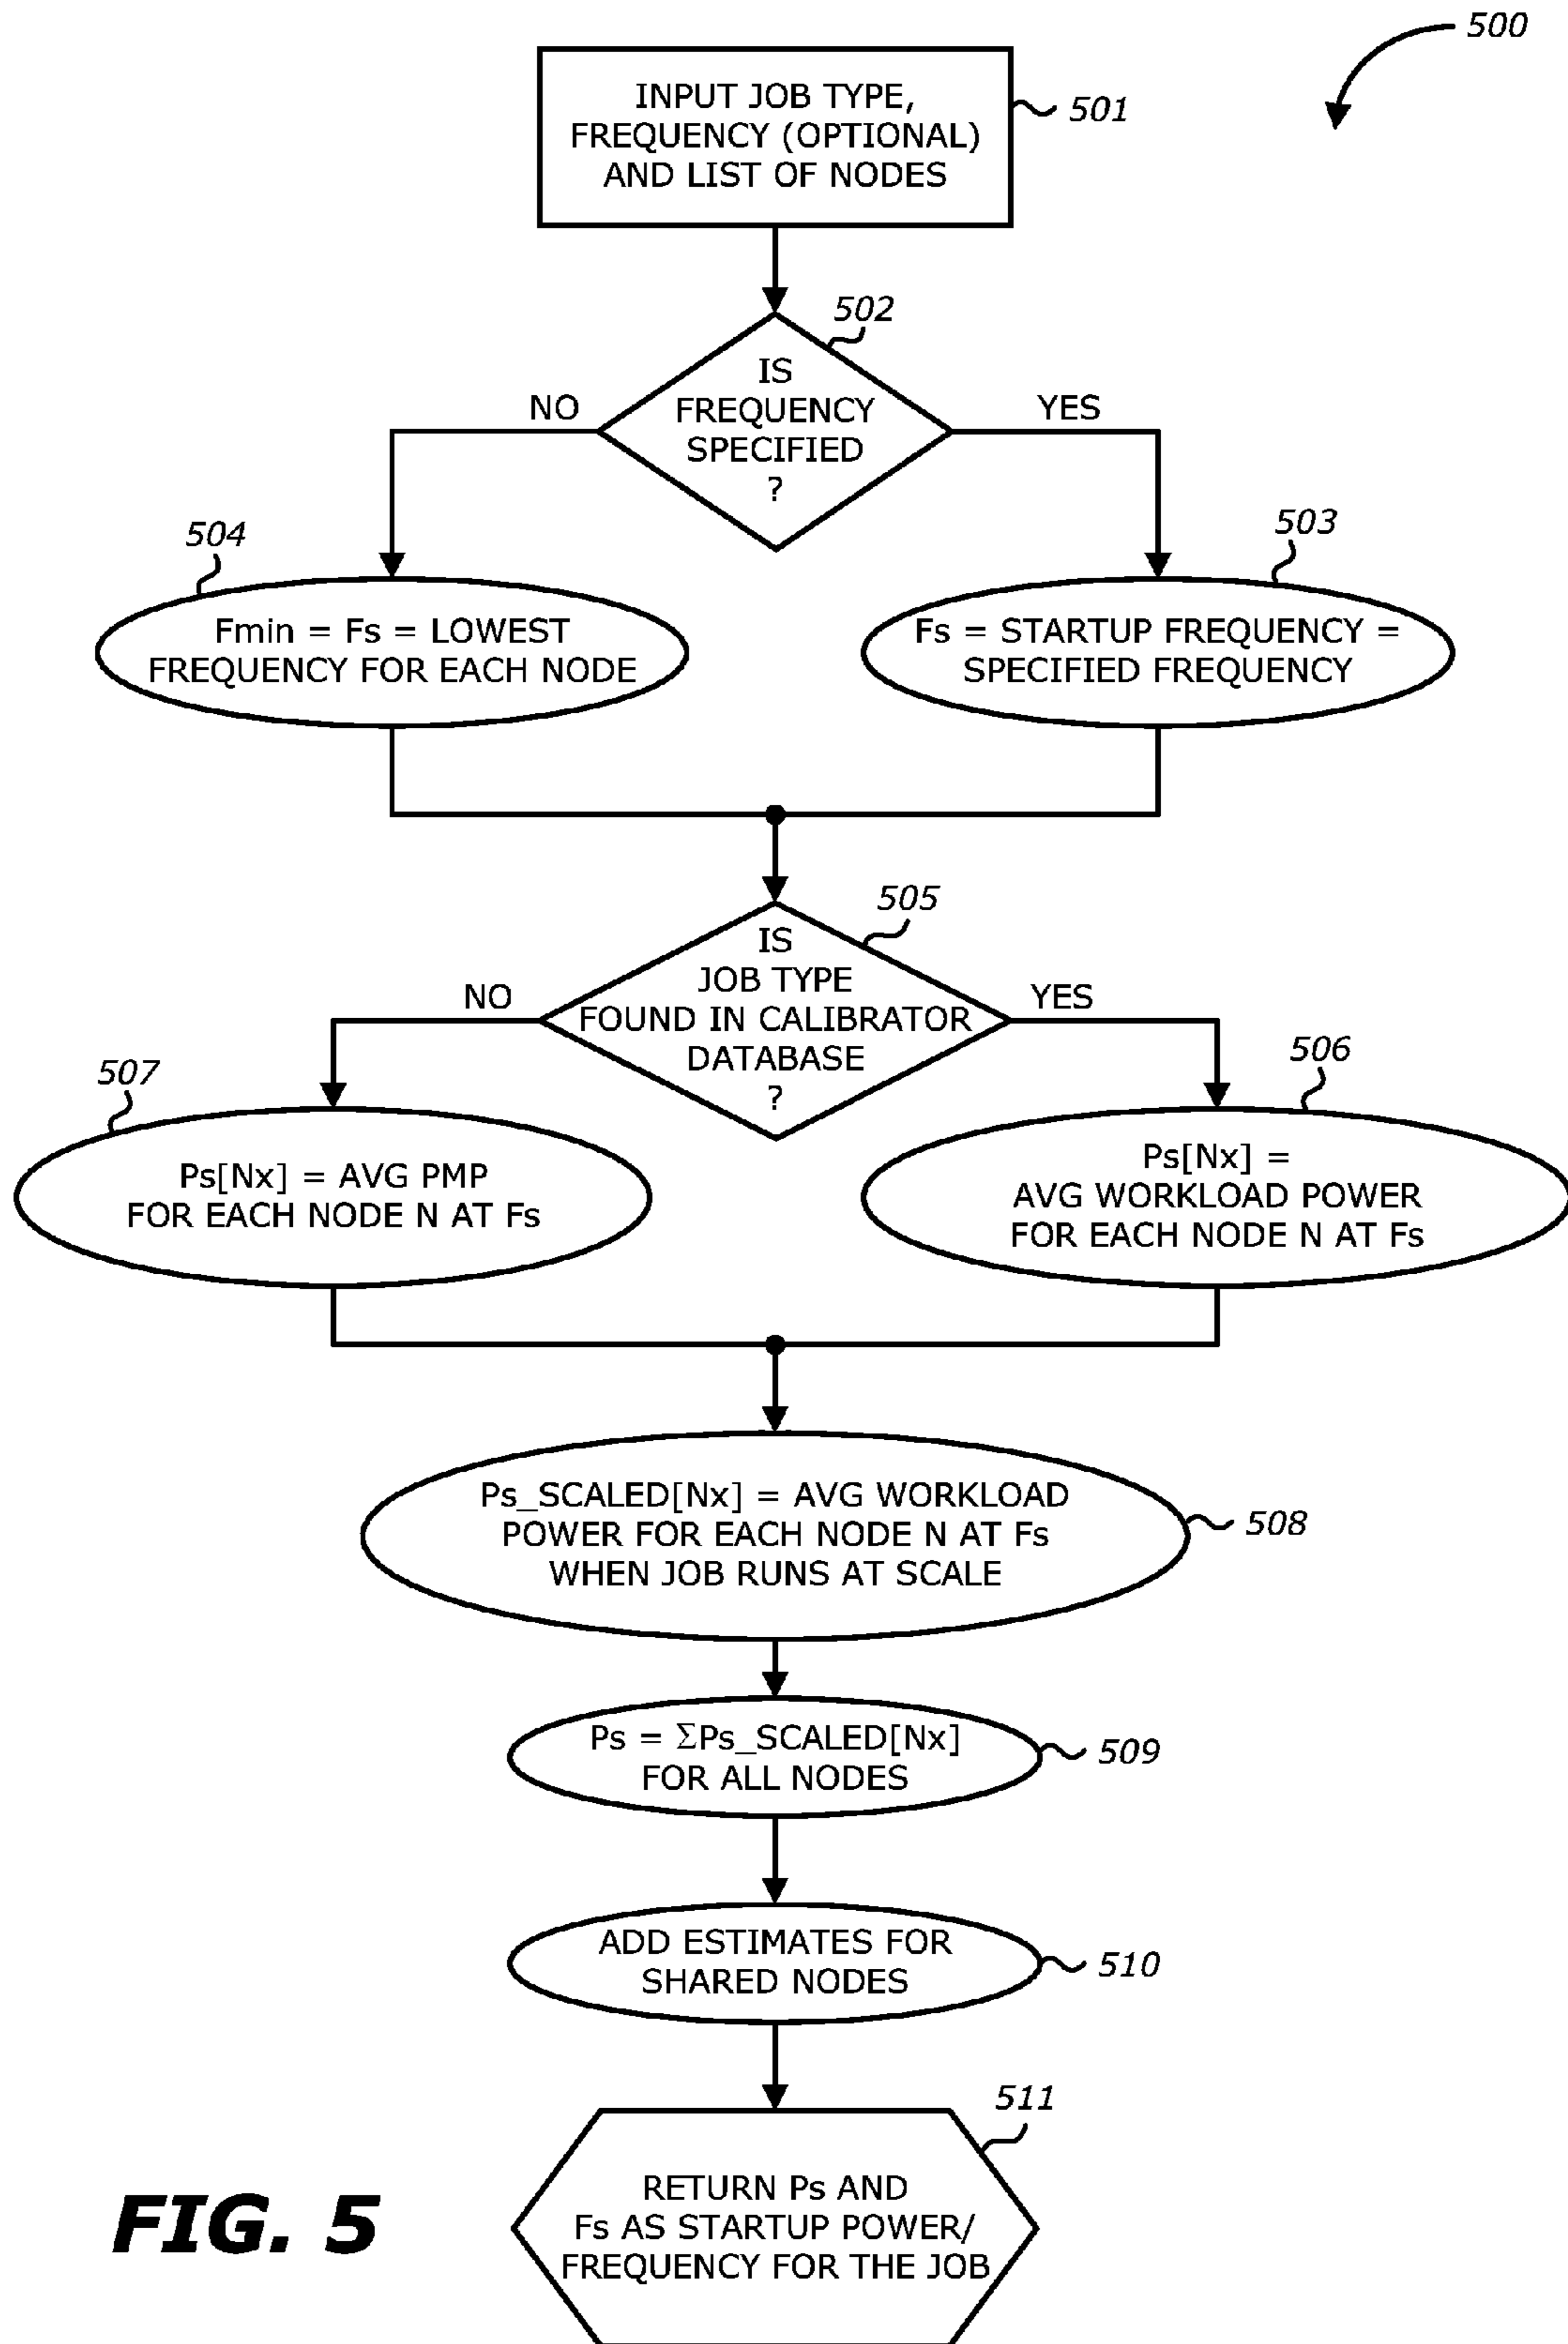 500
INPUT JOB TYPE,
FREQUENCY (OPTIONAL)
AND LIST OF NODES
501
502
IS
FREQUENCY
SPECIFIED
?
NO
YES
504
503
Fmin = Fs = LOWEST
FREQUENCY FOR EACH NODE
Fs = STARTUP FREQUENCY =
SPECIFIED FREQUENCY
505
IS
JOB TYPE
FOUND IN CALIBRATOR
DATABASE
?
NO
YES
507
506
Ps[Nx] = AVG PMP
FOR EACH NODE N AT Fs
Ps[Nx] =
AVG WORKLOAD POWER
FOR EACH NODE N AT Fs
Ps_SCALED[Nx] = AVG WORKLOAD
POWER FOR EACH NODE N AT Fs
WHEN JOB RUNS AT SCALE
508
Ps = ΣPs_SCALED[Nx]
FOR ALL NODES
509
ADD ESTIMATES FOR
SHARED NODES
510
511
RETURN Ps AND
Fs AS STARTUP POWER/
FREQUENCY FOR THE JOB
FIG. 5